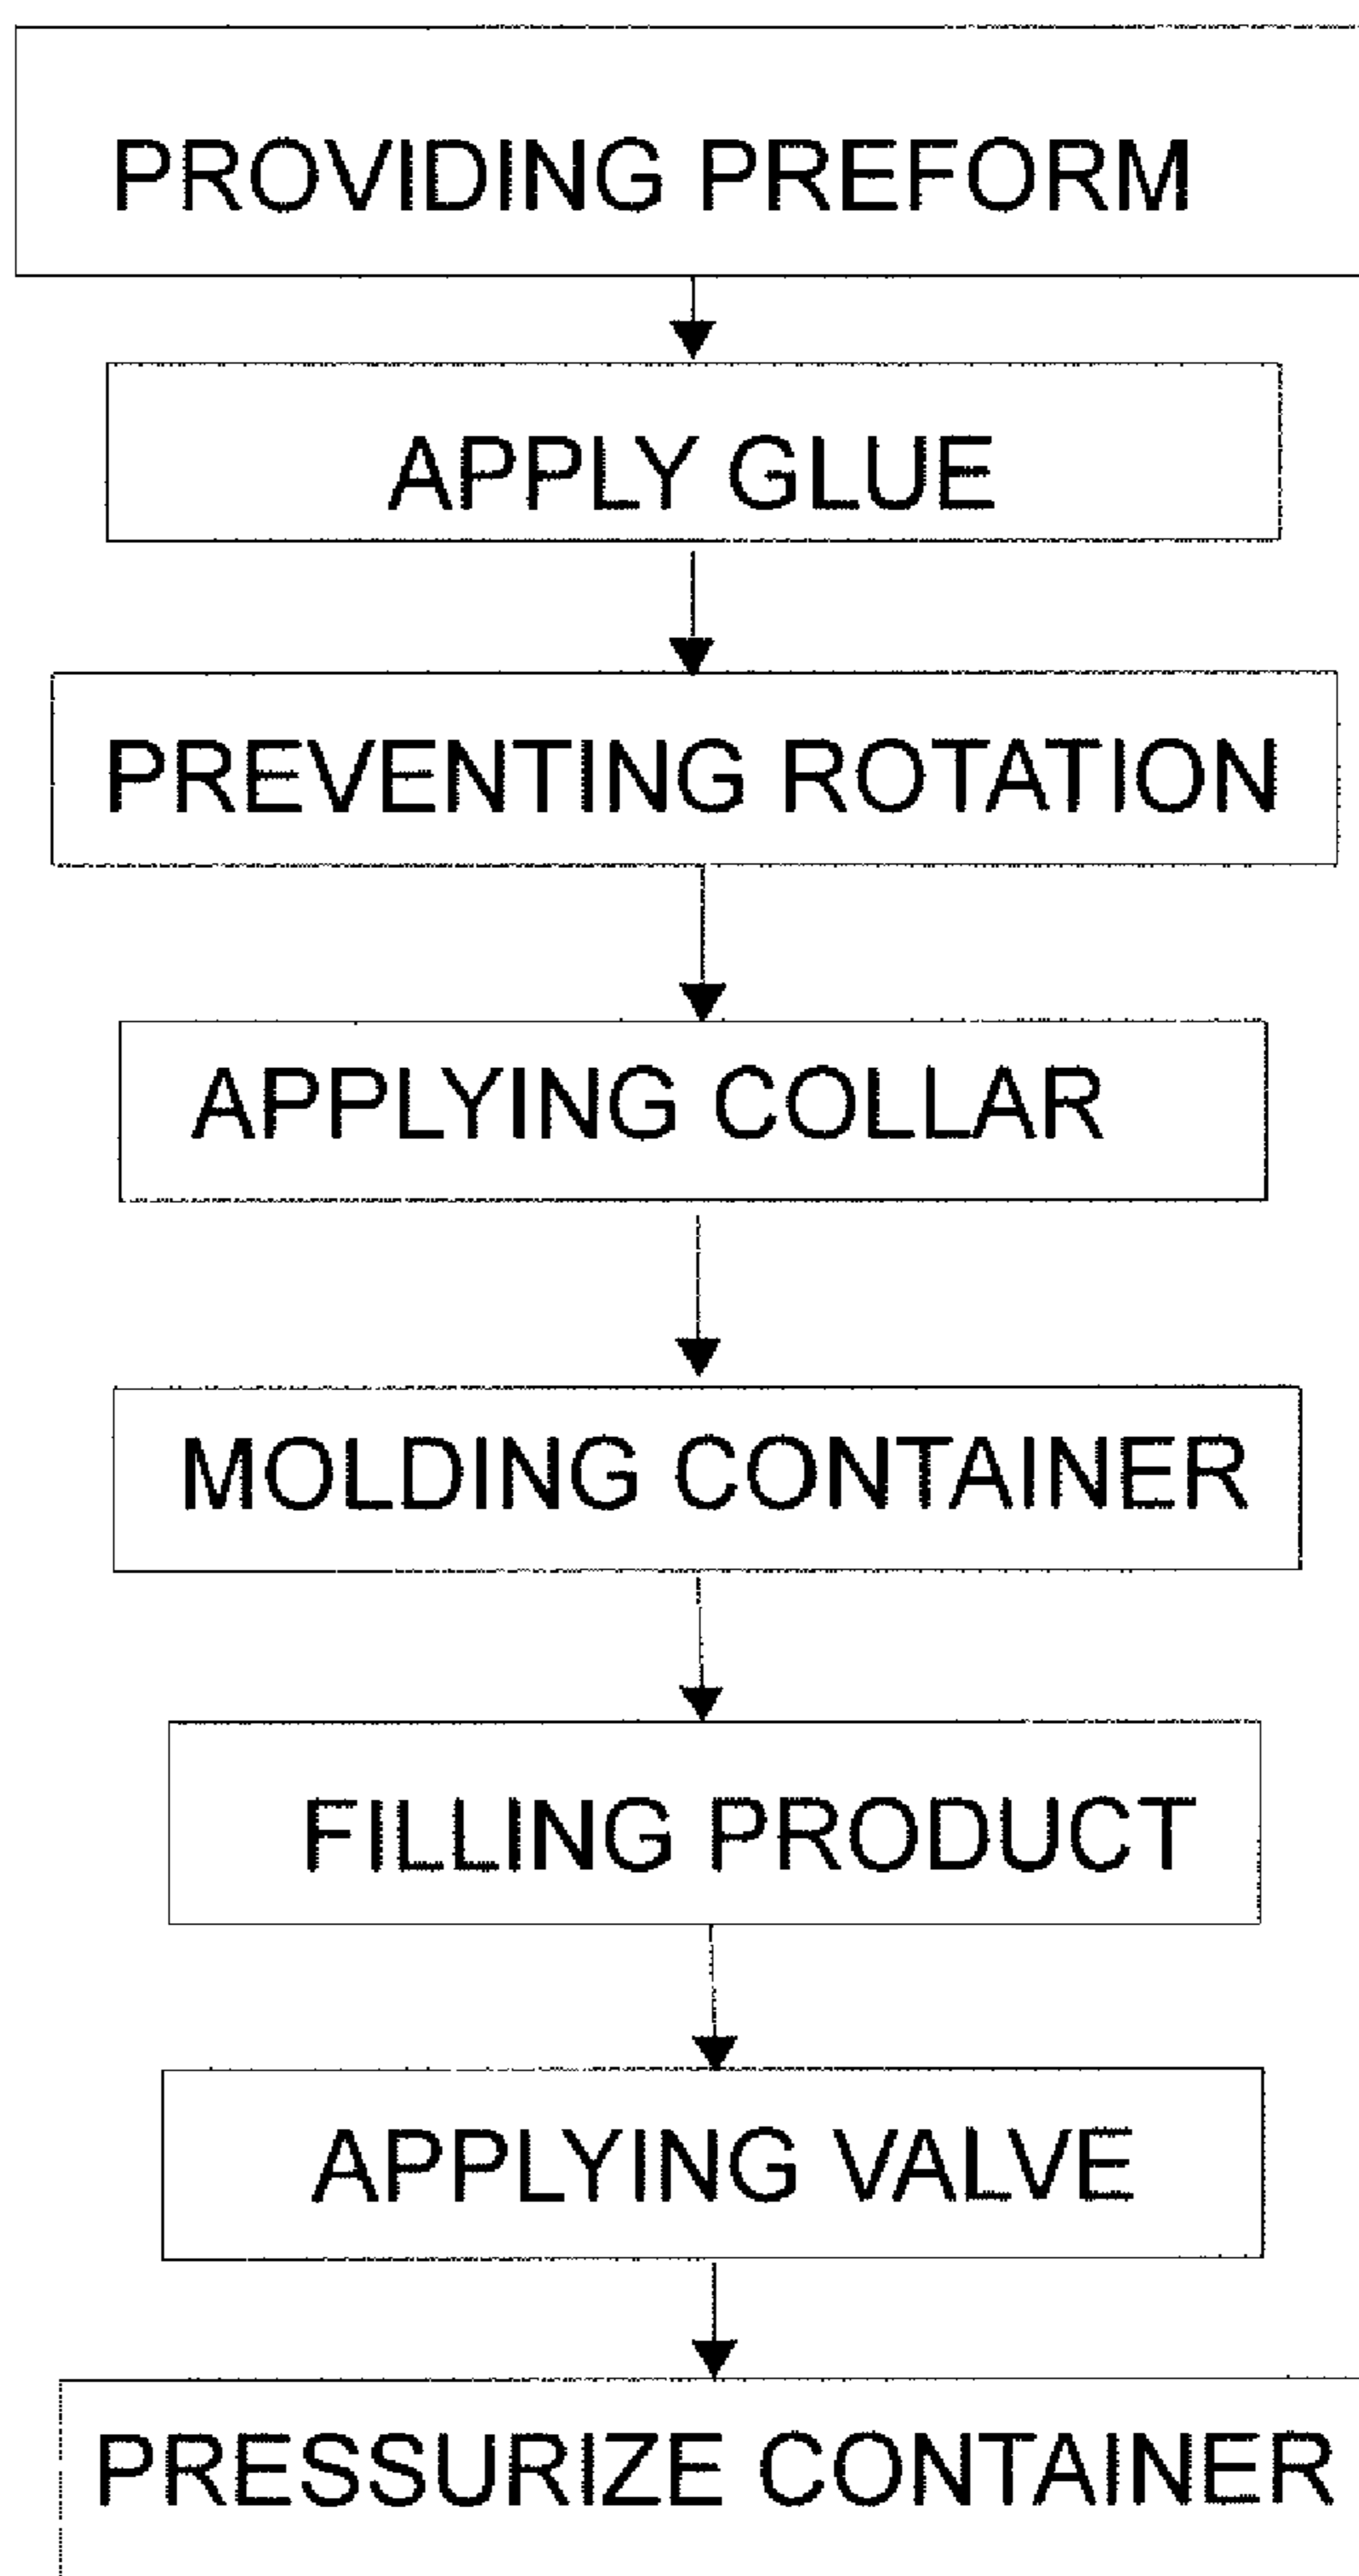 PROVIDING PREFORM
APPLY GLUE
PREVENTING ROTATION
APPLYING COLLAR
MOLDING CONTAINER
FILLING PRODUCT
APPLYING VALVE
PRESSURIZE CONTAINER